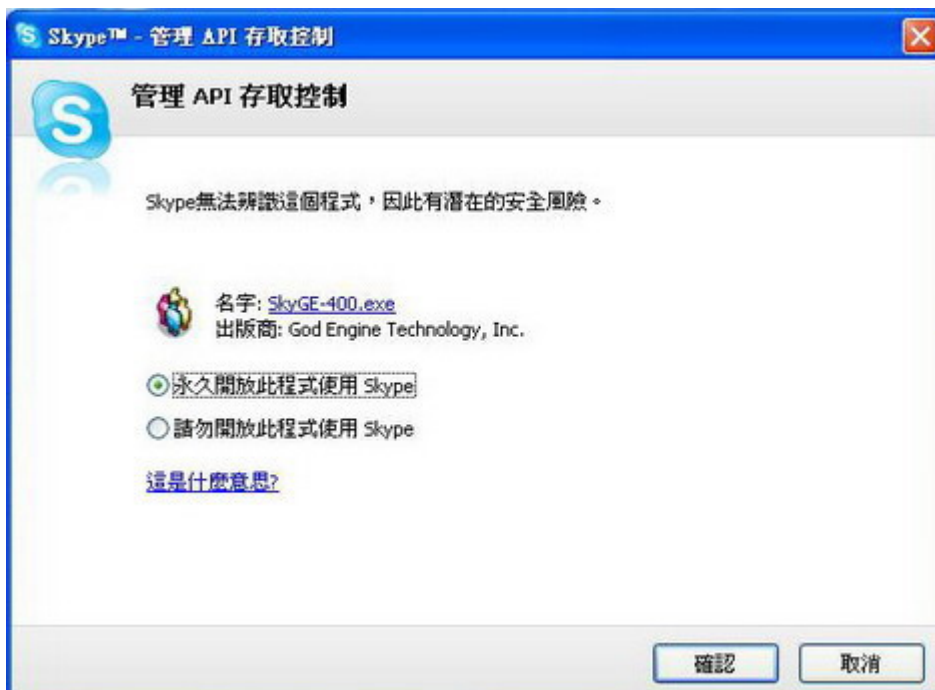 Skype™ - 管理 API 存取控制
管理 API 存取控制
Skype無法辨識這個程式，因此有潛在的安全風險。
名字: SkyGE-400.exe
出版商: God Engine Technology, Inc.
永久開放此程式使用 Skype
請勿開放此程式使用 Skype
這是什麼意思?
確認 取消